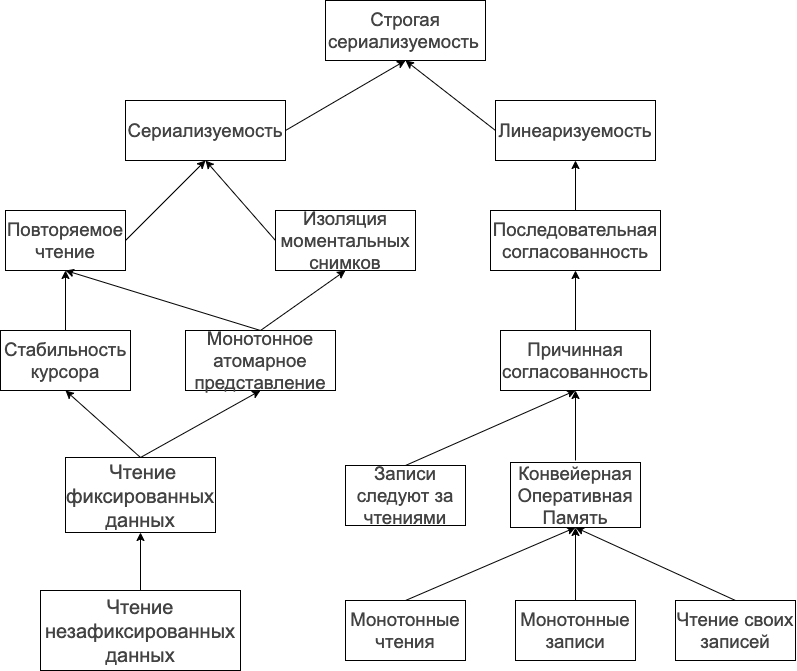 Строгая
сериализуемость
Сериализуемость
Линеаризуемость
Повторяемое
чтение
Изоляция
моментальных
снимков
Последовательная
согласованность
Стабильность
курсора
Монотонное
атомарное
представление
Причинная
согласованность
Чтение
фиксированных
данных
Записи
следуют за
чтениями
Конвейерная
Оперативная
Память
Чтение
незафиксированных
данных
Монотонные
чтения
Монотонные
записи
Чтение своих
записей